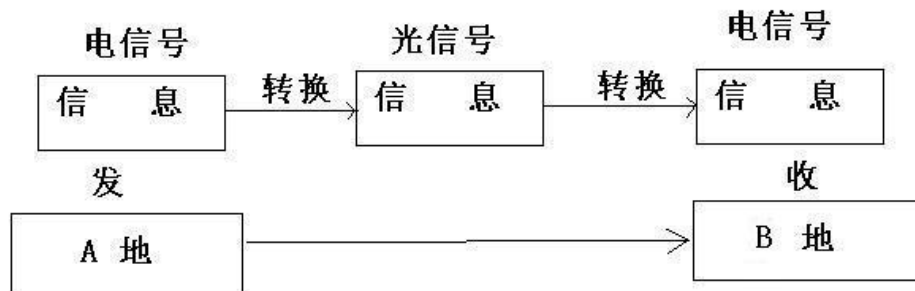 电信号 光信号 电信号
信 息 转换 信 息 转换 信 息
发 收
A 地 B 地